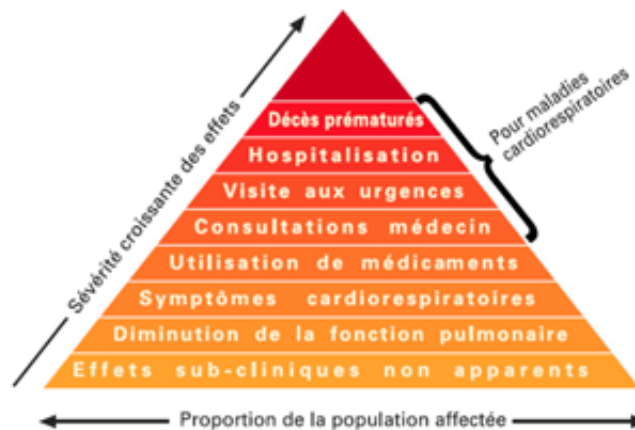 Sévérité croissante des effets
Décès prématurés
Hospitalisation
Visite aux urgences
Consultations médecin
Utilisation de médicaments
Symptômes cardiorespiratoires
Diminution de la fonction pulmonaire
Effets sub-cliniques non apparents
Pour maladies
cardiorespiratoires
Proportion de la population affectée